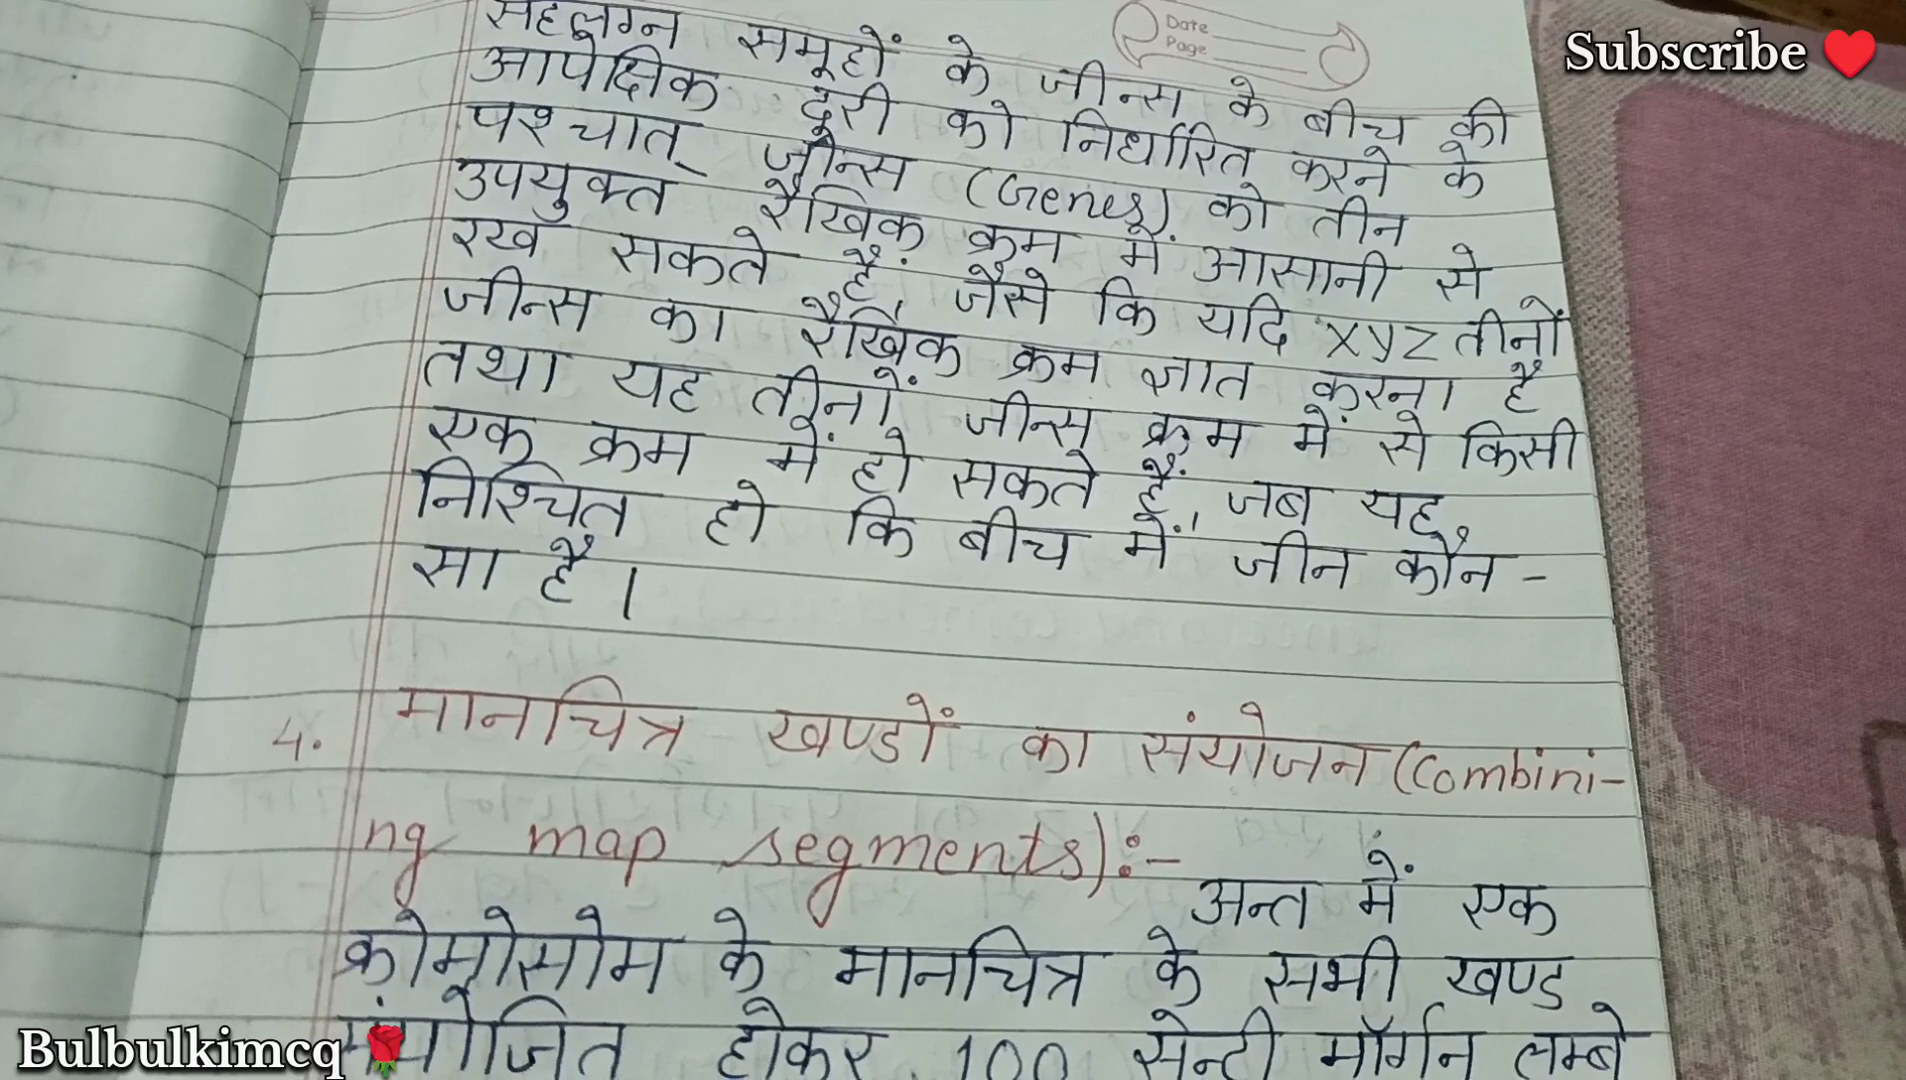 Date
Page
Subscribe ❤
सहलग्न समूहों के जीन्स के बीच की
आपेक्षिक दूरी को निर्धारित करने के
पश्चात् जीन्स (Genes) को तीन
उपयुक्त रैखिक क्रम में आसानी से
रख सकते हैं, जैसे कि यदि xyz तीनों
जीन्स का रैखिक क्रम ज्ञात करना है
तथा यह तीनों जीन्स क्रम में से किसी
एक क्रम में हो सकते हैं, जब यह
निश्चित हो कि बीच में जीन कौन-
सा है।
4. मानचित्र खण्डों का संयोजन (Combini-
ng map segments):-
अन्त में एक
क्रोमोसोम के मानचित्र के सभी खण्ड
संयोजित होकर 100 सेन्टी मॉर्गन लम्बे
Bulbulkimcq 🌹